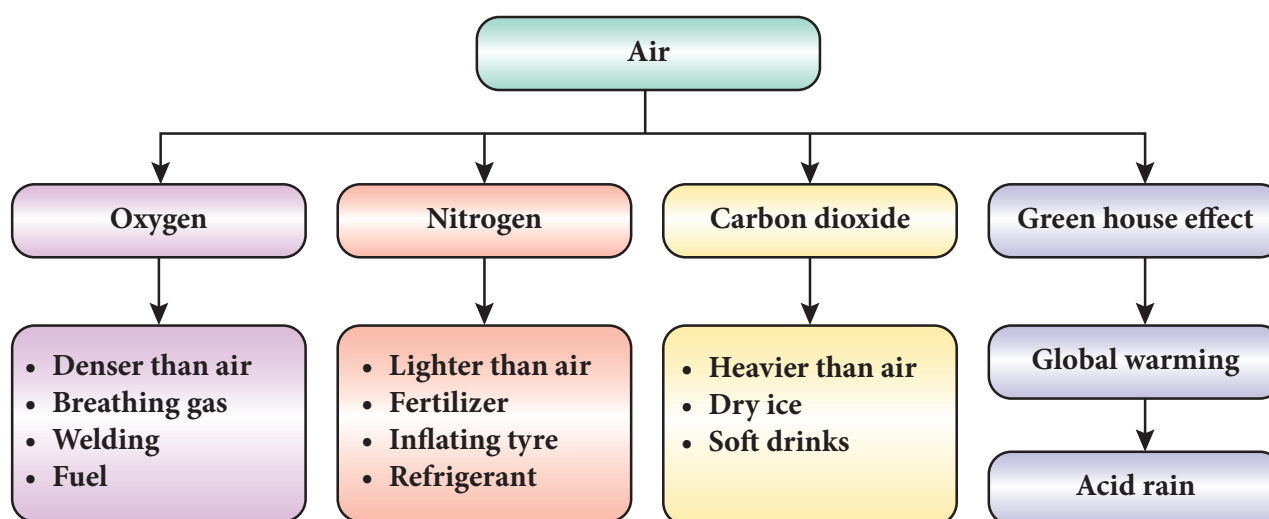 Air
Oxygen
Nitrogen
Carbon dioxide
Green house effect
• Denser than air
• Breathing gas
• Welding
• Fuel
• Lighter than air
• Fertilizer
• Inflating tyre
• Refrigerant
• Heavier than air
• Dry ice
• Soft drinks
Global warming
Acid rain